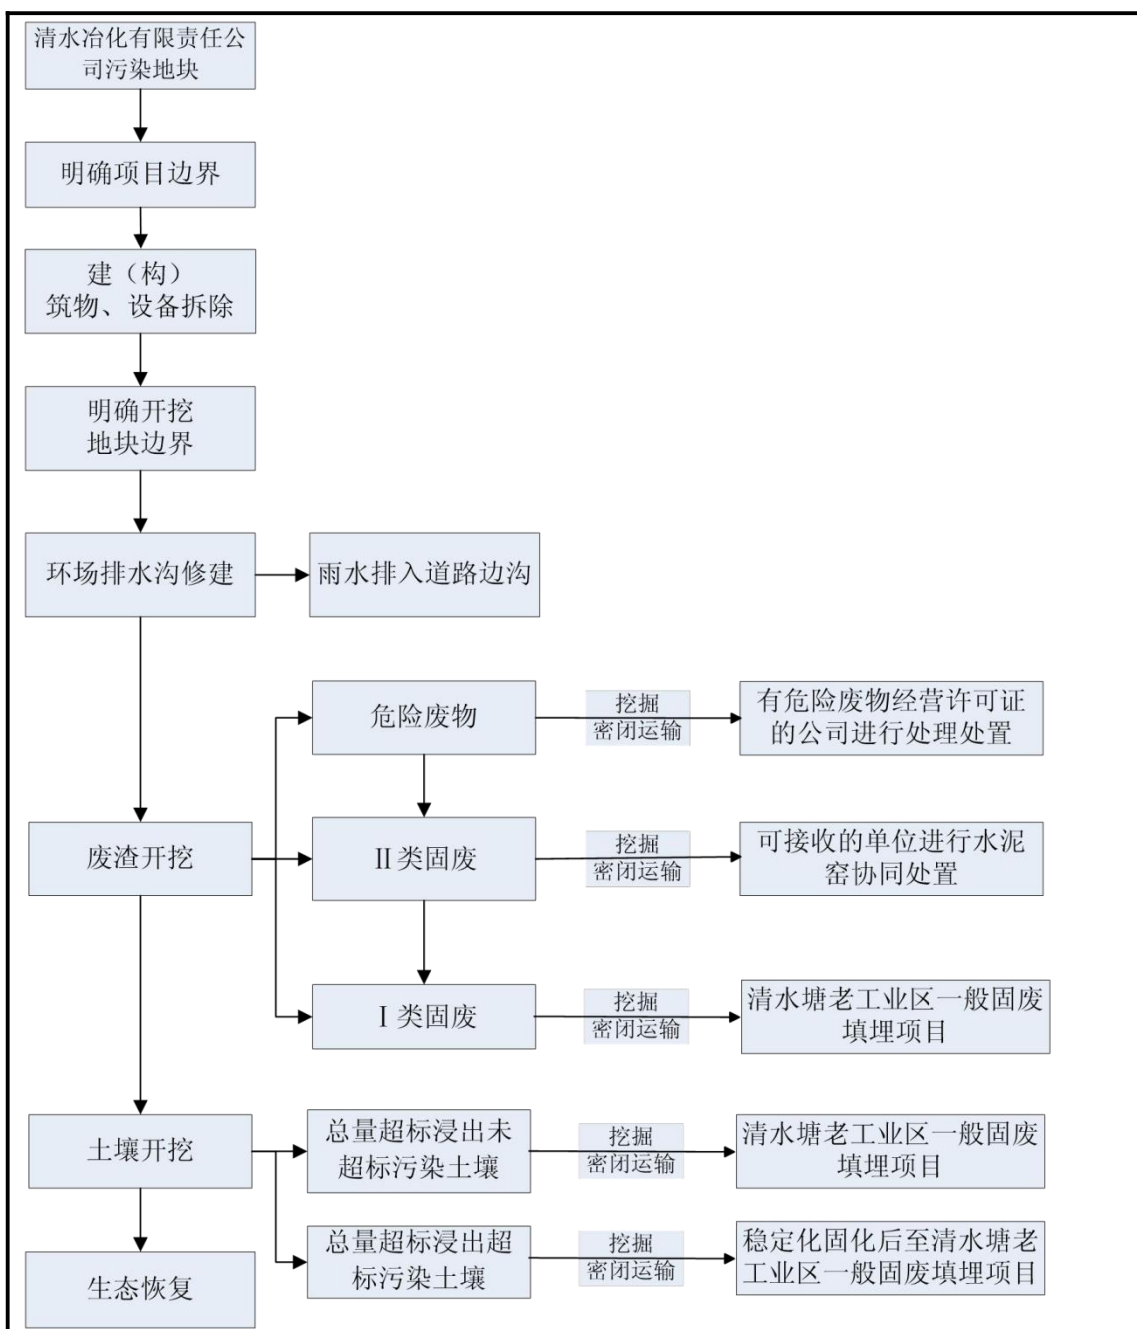 清水冶化有限责任公
司污染地块
明确项目边界
建（构）
筑物、设备拆除
明确开挖
地块边界
环场排水沟修建
雨水排入道路边沟
废渣开挖
危险废物
挖掘
密闭运输
有危险废物经营许可证
的公司进行处理处置
Ⅱ类固废
挖掘
密闭运输
可接收的单位进行水泥
窑协同处置
Ⅰ类固废
挖掘
密闭运输
清水塘老工业区一般固废
填埋项目
土壤开挖
总量超标浸出未
超标污染土壤
挖掘
密闭运输
清水塘老工业区一般固废
填埋项目
总量超标浸出超
标污染土壤
挖掘
密闭运输
稳定化固化后至清水塘老
工业区一般固废填埋项目
生态恢复